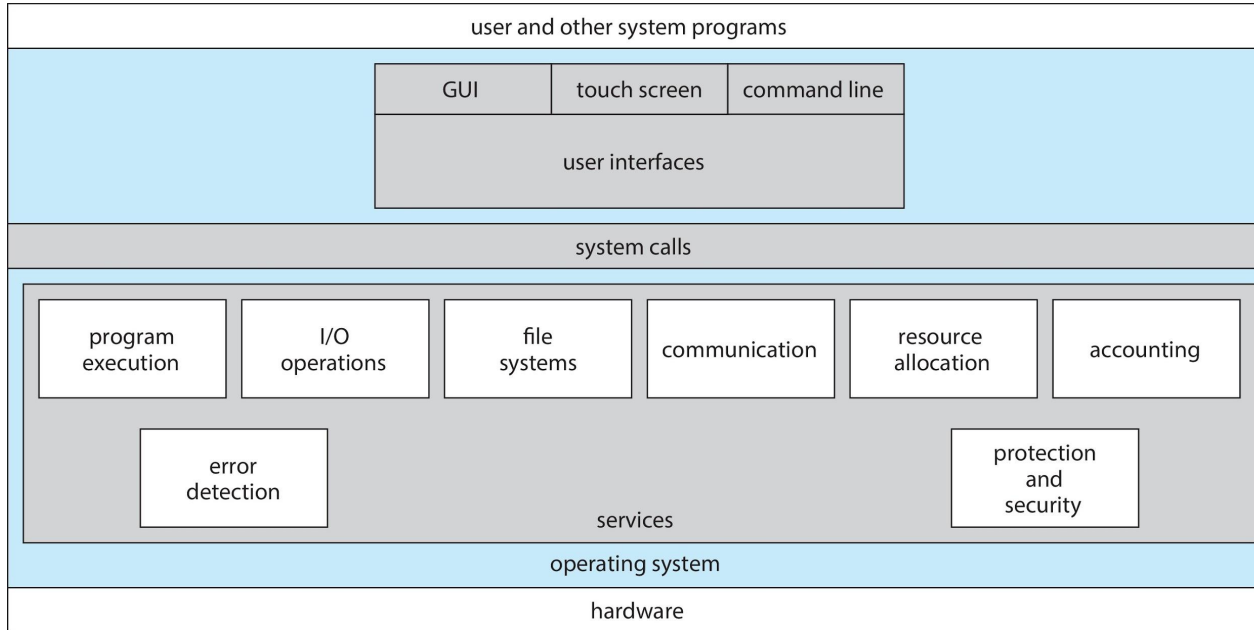 user and other system programs
GUI
touch screen
command line
user interfaces
system calls
program
execution
I/O
operations
file
systems
communication
resource
allocation
accounting
error
detection
protection
and
security
services
operating system
hardware